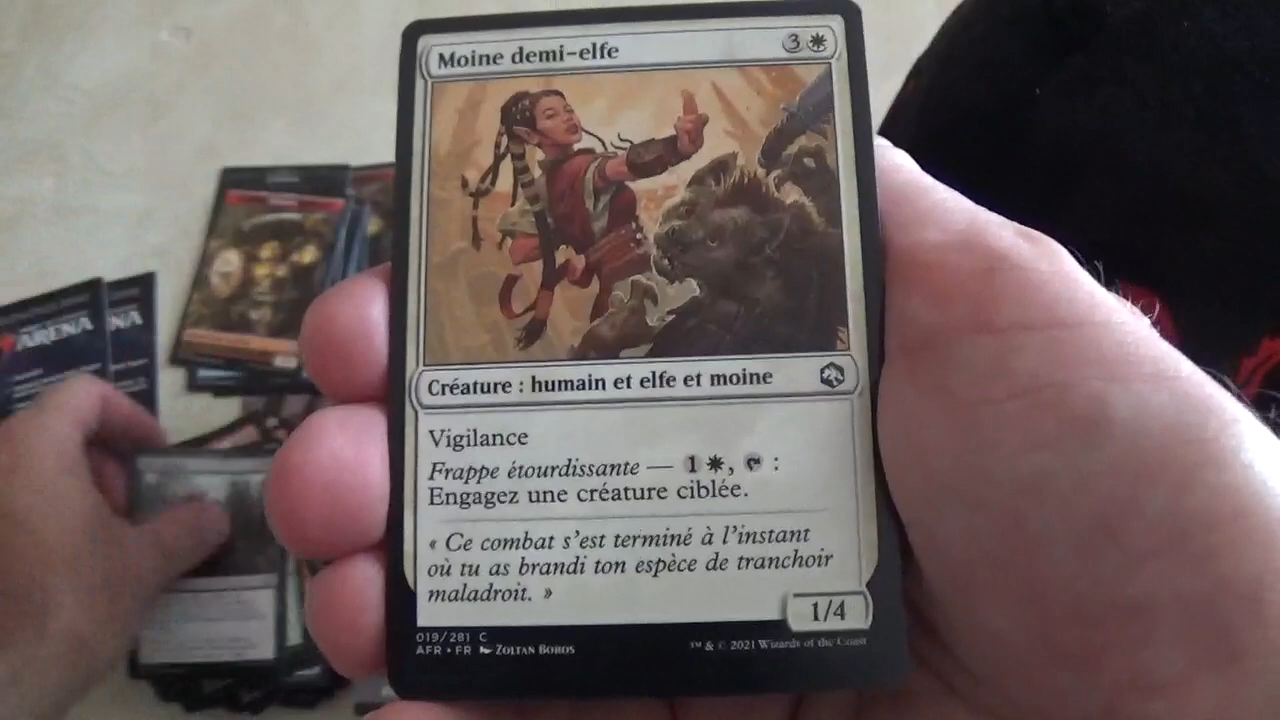 Moine demi-elfe
3
Créature : humain et elfe et moine
Vigilance
Frappe étourdissante — 1 , :
Engagez une créature ciblée.
« Ce combat s'est terminé à l'instant
où tu as brandi ton espèce de tranchoir
maladroit. »
1/4
019/281 C
AFR • FR ZOLTAN BOROS
™ & © 2021 Wizards of the Coast
ARENA
NA